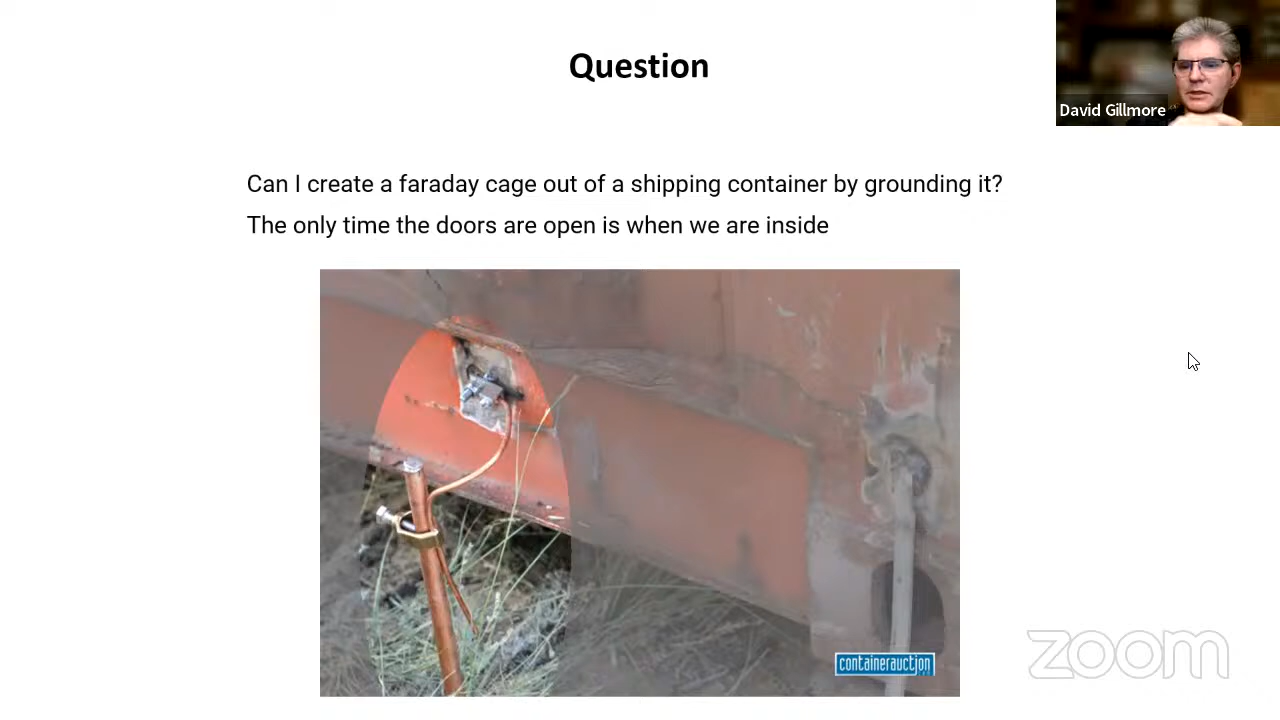 Question
David Gillmore
Can I create a faraday cage out of a shipping container by grounding it?
The only time the doors are open is when we are inside
containerauction
zoom